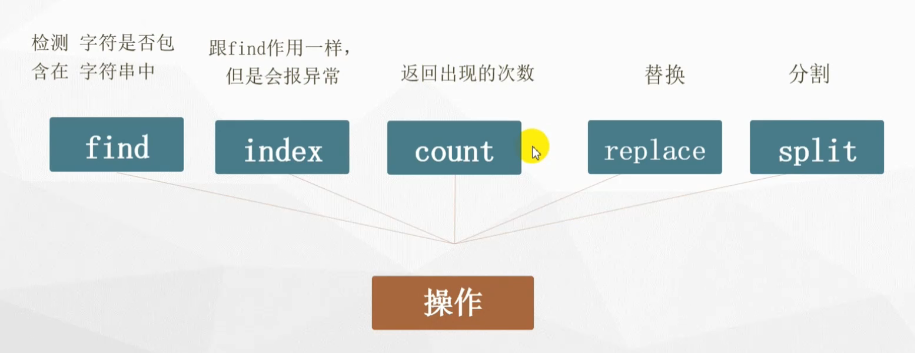 检测 字符是否包
含在 字符串中
跟find作用一样，
但是会报异常
返回出现的次数
替换
分割
find
index
count
replace
split
操作